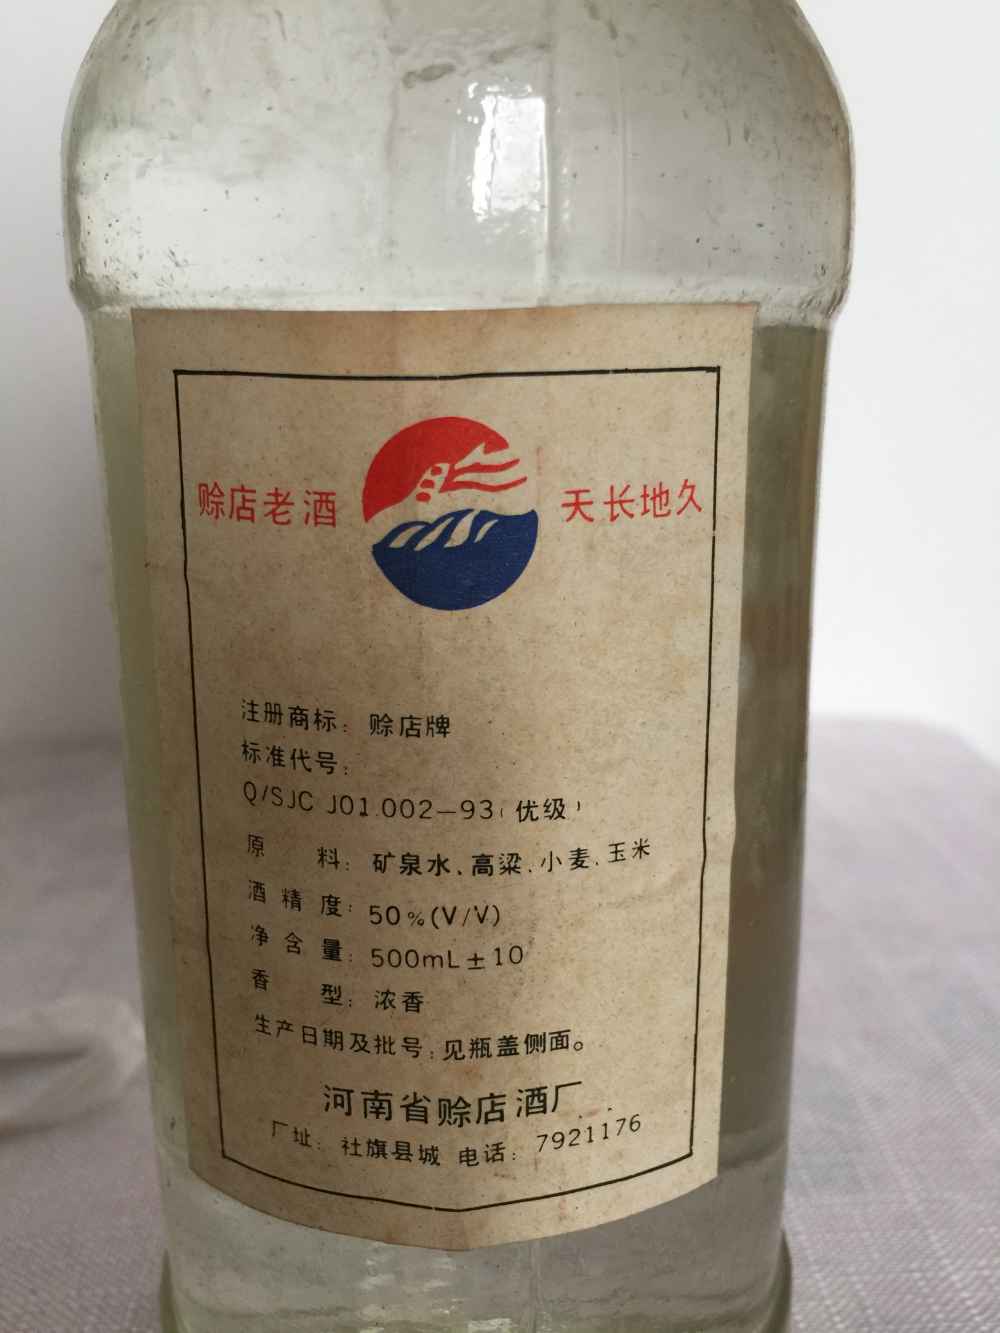 赊店老酒 天长地久
注册商标：赊店牌
标准代号：
Q/SJC J01.002—93（优级）
原 料：矿泉水、高粱、小麦、玉米
酒精度：50%(V/V)
净含量：500mL±10
香 型：浓香
生产日期及批号：见瓶盖侧面。
河南省赊店酒厂
厂址：社旗县城 电话：7921176